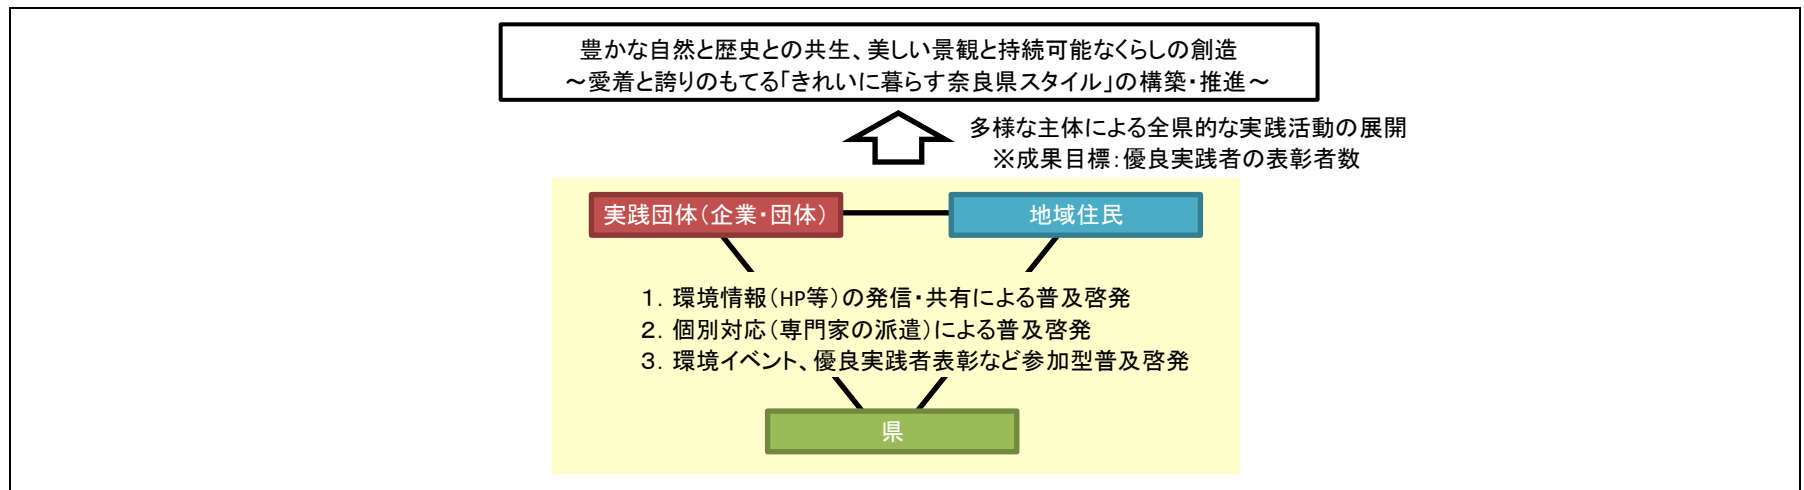 豊かな自然と歴史との共生、美しい景観と持続可能なくらしの創造
～愛着と誇りのもてる「きれいに暮らす奈良県スタイル」の構築・推進～
多様な主体による全県的な実践活動の展開
※成果目標：優良実践者の表彰者数
実践団体（企業・団体）
地域住民
１．環境情報（HP等）の発信・共有による普及啓発
２．個別対応（専門家の派遣）による普及啓発
３．環境イベント、優良実践者表彰など参加型普及啓発
県